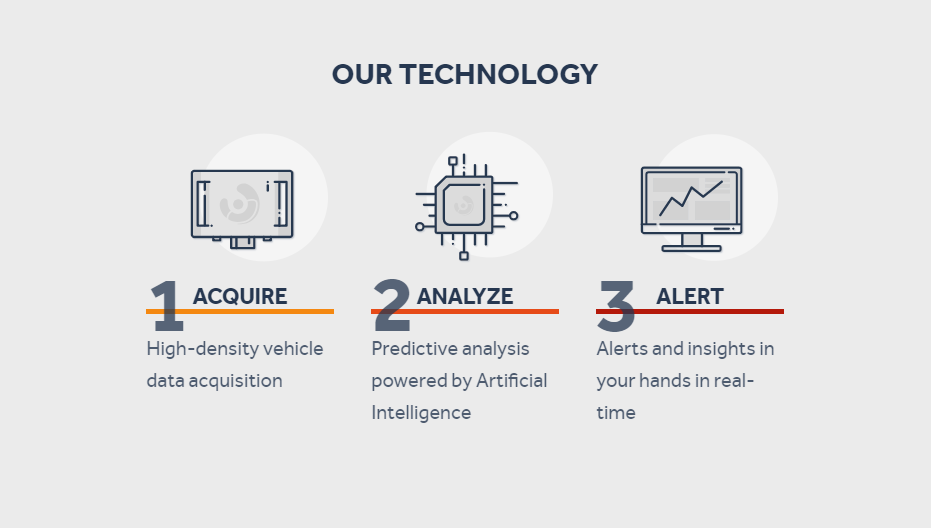 OUR TECHNOLOGY
1 ACQUIRE
High-density vehicle
data acquisition
2 ANALYZE
Predictive analysis
powered by Artificial
Intelligence
3 ALERT
Alerts and insights in
your hands in real-
time